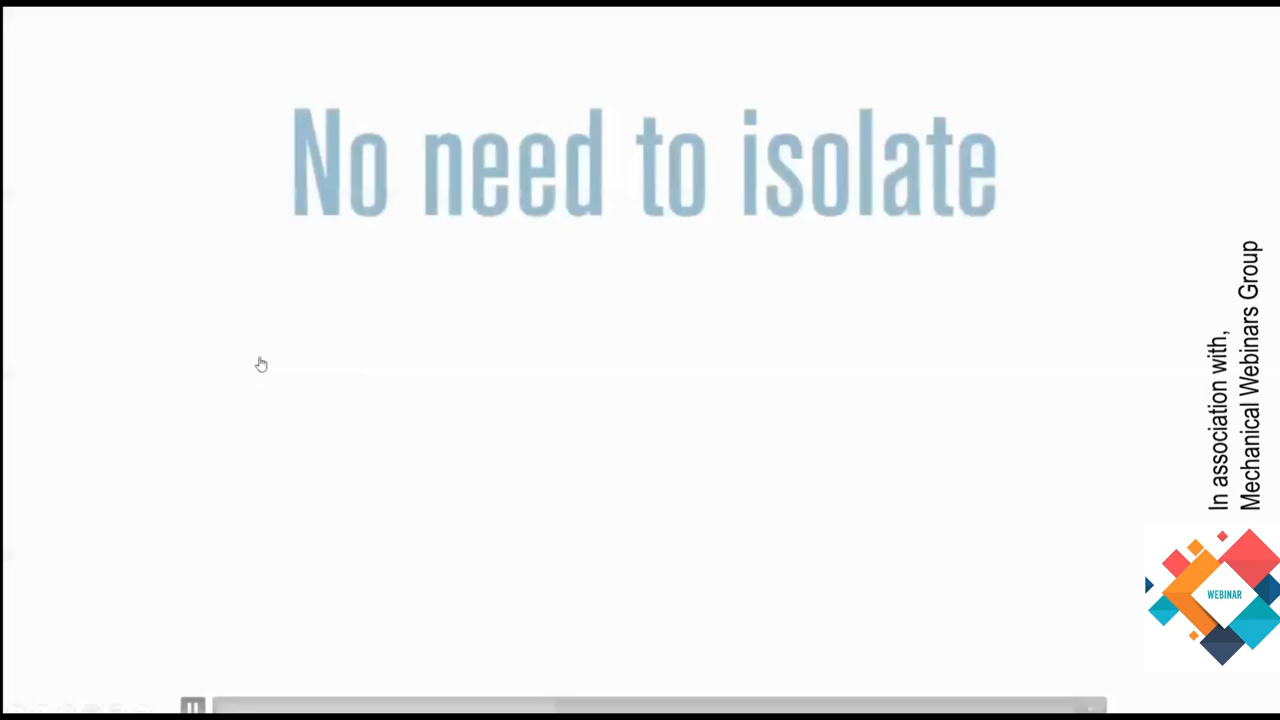 No need to isolate
In association with,
Mechanical Webinars Group
WEBINAR